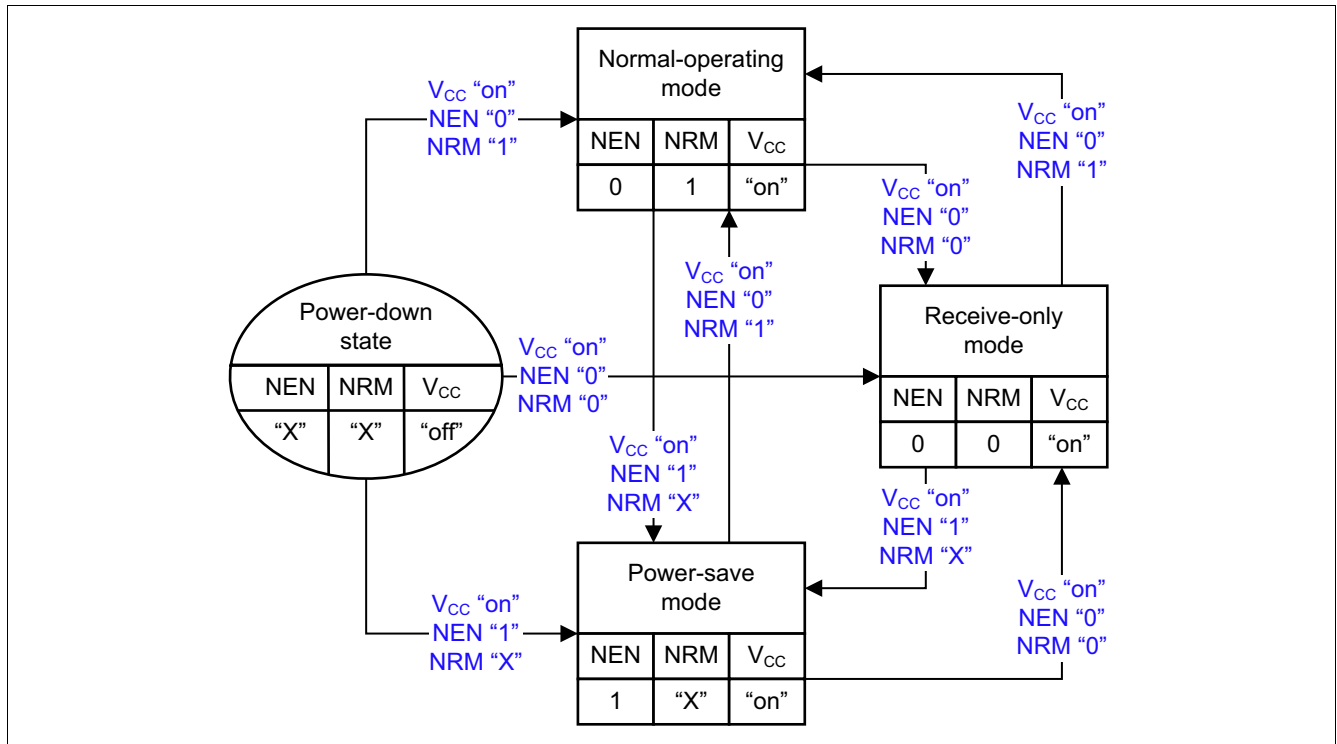 Normal-operating
mode
NEN NRM VCC
0 1 “on”
VCC “on”
NEN “0”
NRM “1”
VCC “on”
NEN “0”
NRM “1”
VCC “on”
NEN “0”
NRM “0”
VCC “on”
NEN “0”
NRM “1”
Power-down
state
NEN NRM VCC
“X” “X” “off”
VCC “on”
NEN “0”
NRM “0”
Receive-only
mode
NEN NRM VCC
0 0 “on”
VCC “on”
NEN “1”
NRM “X”
VCC “on”
NEN “1”
NRM “X”
VCC “on”
NEN “1”
NRM “X”
Power-save
mode
NEN NRM VCC
1 “X” “on”
VCC “on”
NEN “0”
NRM “0”